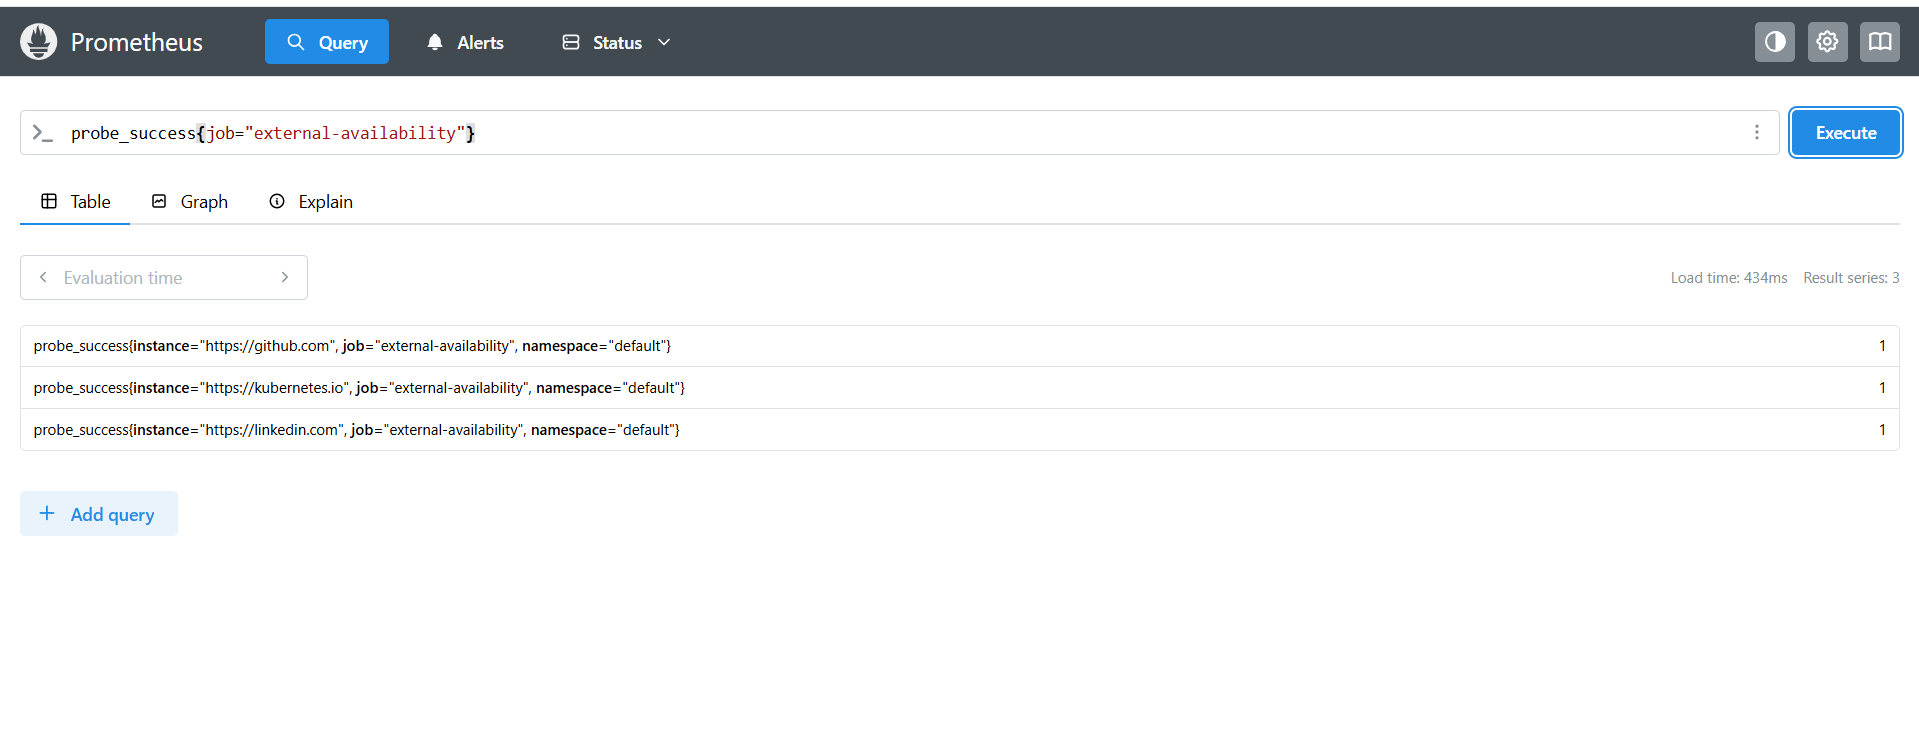 Prometheus Query Alerts Status
probe_success{job="external-availability"} Execute
Table Graph Explain
Evaluation time Load time: 434ms Result series: 3
probe_success{instance="https://github.com", job="external-availability", namespace="default"} 1
probe_success{instance="https://kubernetes.io", job="external-availability", namespace="default"} 1
probe_success{instance="https://linkedin.com", job="external-availability", namespace="default"} 1
Add query